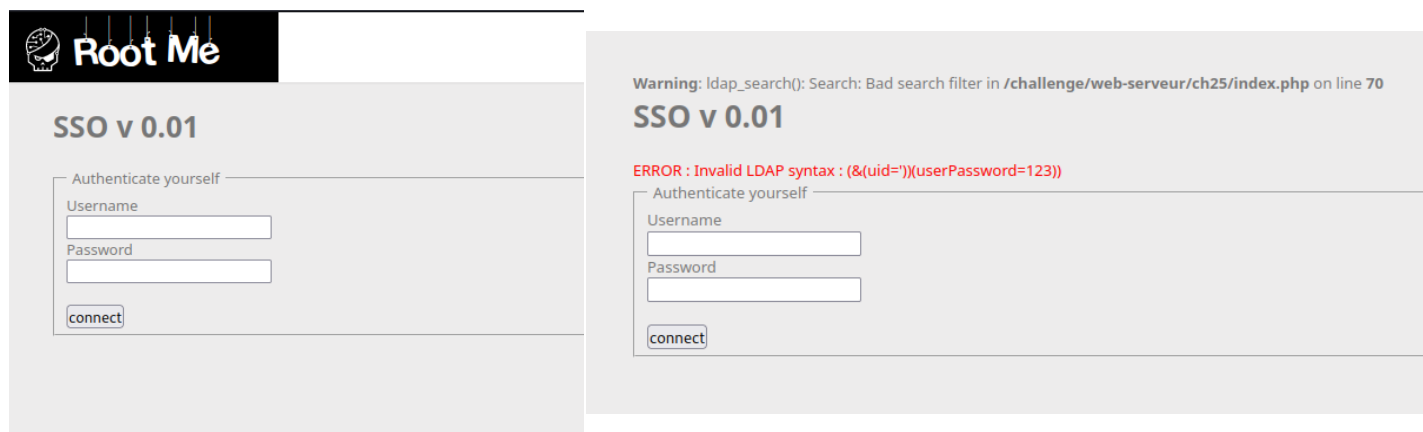 Root Me
SSO v 0.01
Authenticate yourself
Username
Password
connect
Warning: ldap_search(): Search: Bad search filter in /challenge/web-serveur/ch25/index.php on line 70
SSO v 0.01
ERROR : Invalid LDAP syntax : (&(uid='))(userPassword=123))
Authenticate yourself
Username
Password
connect